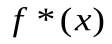 f * (x)